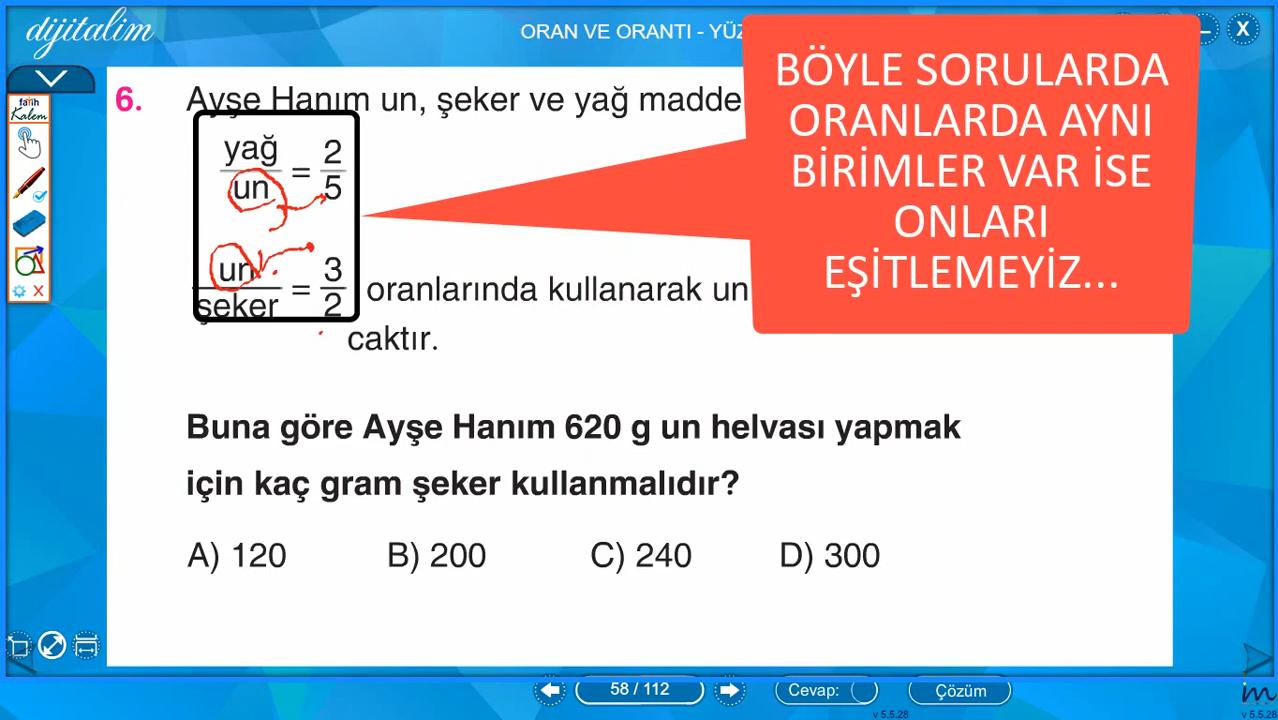 dijitalim
ORAN VE ORANTI - YÜZ
X
fatih
Kalem
6. Ayşe Hanım un, şeker ve yağ madde
yağ
un
= 2
5
un
şeker
= 3
2
oranlarında kullanarak un
caktır.
BÖYLE SORULARDA
ORANLARDA AYNI
BİRİMLER VAR İSE
ONLARI
EŞİTLEMEYİZ...
Buna göre Ayşe Hanım 620 g un helvası yapmak
için kaç gram şeker kullanmalıdır?
A) 120 B) 200 C) 240 D) 300
58 / 112
Cevap:
Çözüm
v 5.5.28
im
v 5.5.28